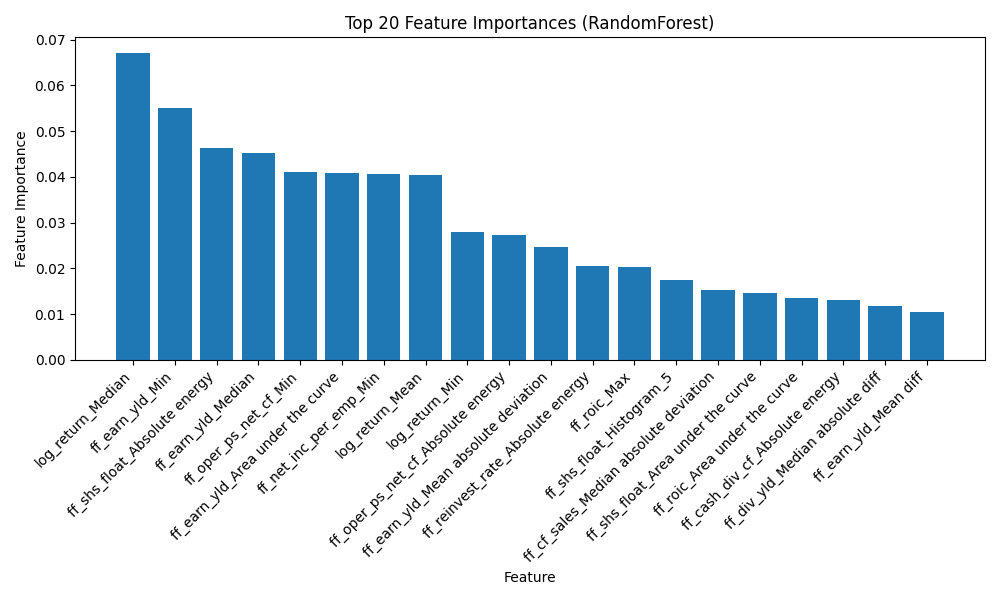 Top 20 Feature Importances (RandomForest)
Feature Importance
0.07
0.06
0.05
0.04
0.03
0.02
0.01
0.00
log_return_Median
ff_earn_yld_Min
ff_shs_float_Absolute energy
ff_earn_yld_Median
ff_oper_ps_net_cf_Min
ff_earn_yld_Area under the curve
ff_net_inc_per_emp_Min
log_return_Mean
log_return_Min
ff_oper_ps_net_cf_Absolute energy
ff_earn_yld_Mean absolute deviation
ff_reinvest_rate_Absolute energy
ff_roic_Max
ff_shs_float_Histogram_5
ff_cf_sales_Median absolute deviation
ff_shs_float_Area under the curve
ff_roic_Area under the curve
ff_cash_div_cf_Absolute energy
ff_div_yld_Median absolute diff
ff_earn_yld_Mean diff
Feature